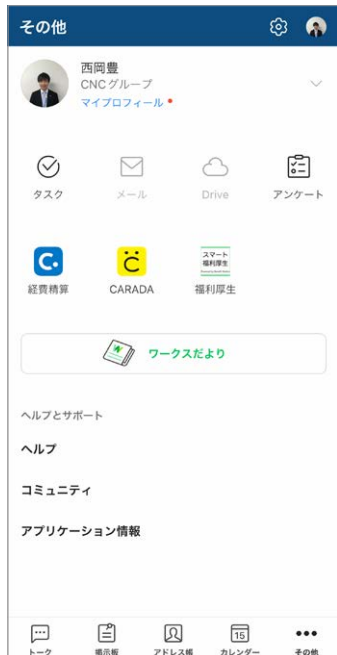 その他
西岡豊
CNCグループ
マイプロフィール
タスク
メール
Drive
アンケート
C.
スマート
福利厚生
経費精算
CARADA
福利厚生
ワークスだより
ヘルプとサポート
ヘルプ
コミュニティ
アプリケーション情報
15
トーク
掲示板
アドレス帳
カレンダー
その他